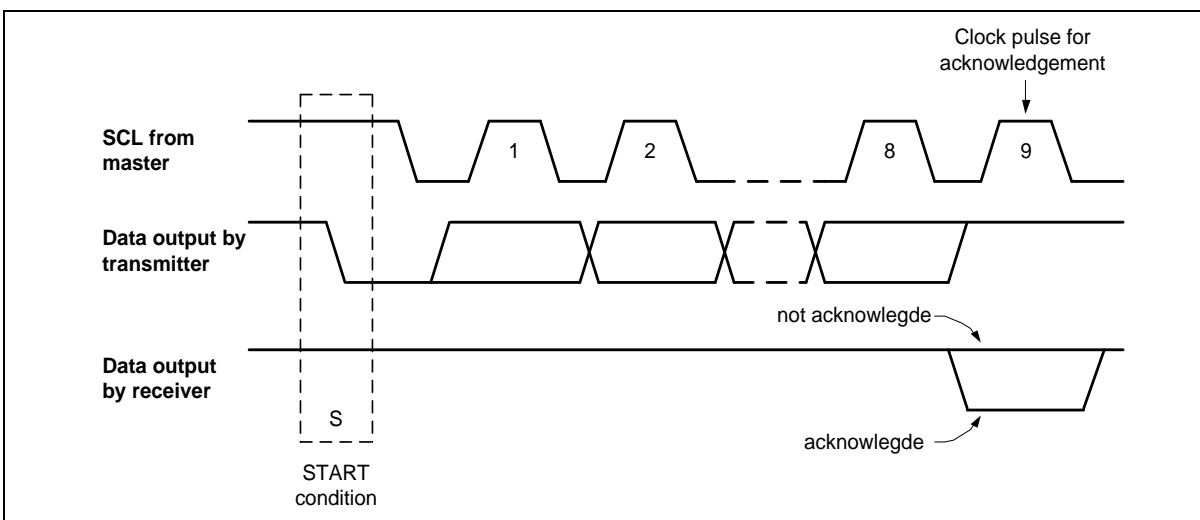 Clock pulse for
acknowledgement
SCL from
master
1
2
8
9
Data output by
transmitter
not acknowlegde
Data output
by receiver
S
acknowlegde
START
condition